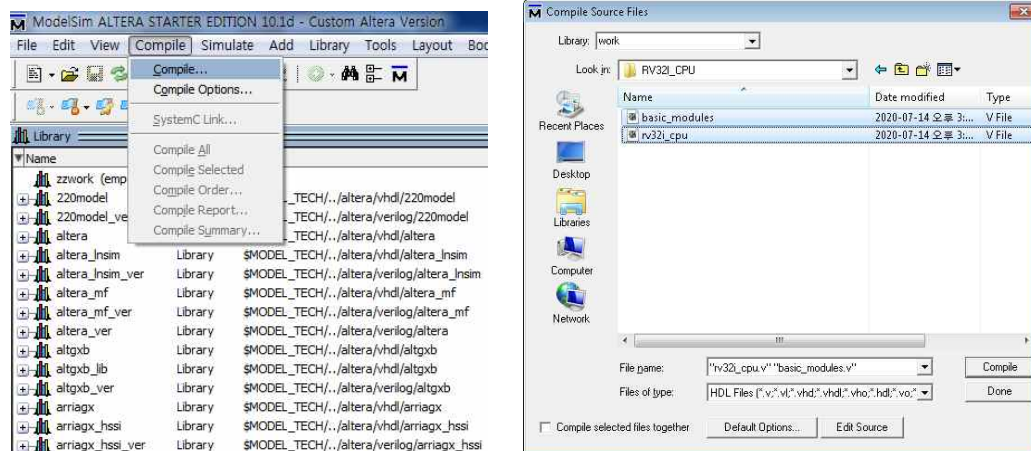 ModelSim ALTERA STARTER EDITION 10.1d - Custom Altera Version
File Edit View Compile Simulate Add Library Tools Layout
Compile...
Compile Options...
SystemC Link...
Compile All
Compile Selected
Compile Order...
Compile Report...
Compile Summary...
Library
Name
zzwork (emp
220model _TECH/../altera/vhdl/220model
220model_ve _TECH/../altera/verilog/220model
altera _TECH/../altera/vhdl/altera
altera_lnsim Library $MODEL_TECH/../altera/vhdl/altera_lnsim
altera_lnsim_ver Library $MODEL_TECH/../altera/verilog/altera_lnsim
altera_mf Library $MODEL_TECH/../altera/vhdl/altera_mf
altera_mf_ver Library $MODEL_TECH/../altera/verilog/altera_mf
altera_ver Library $MODEL_TECH/../altera/verilog/altera
altgxb Library $MODEL_TECH/../altera/vhdl/altgxb
altgxb_lib Library $MODEL_TECH/../altera/vhdl/altgxb
altgxb_ver Library $MODEL_TECH/../altera/verilog/altgxb
arriagx Library $MODEL_TECH/../altera/vhdl/arriagx
arriagx_hssi Library $MODEL_TECH/../altera/vhdl/arriagx_hssi
arriagx_hssi_ver Library $MODEL_TECH/../altera/verilog/arriagx_hssi
Compile Source Files
Library: work
Look in: RV32I_CPU
Name Date modified Type
basic_modules 2020-07-14 오후 3:... V File
rv32i_cpu 2020-07-14 오후 3:... V File
Recent Places
Desktop
Libraries
Computer
Network
File name: "rv32i_cpu.v" "basic_modules.v" Compile
Files of type: HDL Files (*.v;*.vl;*.vhd;*.vhdl;*.vho;*.hdl;*.vo;* Done
Compile selected files together Default Options... Edit Source